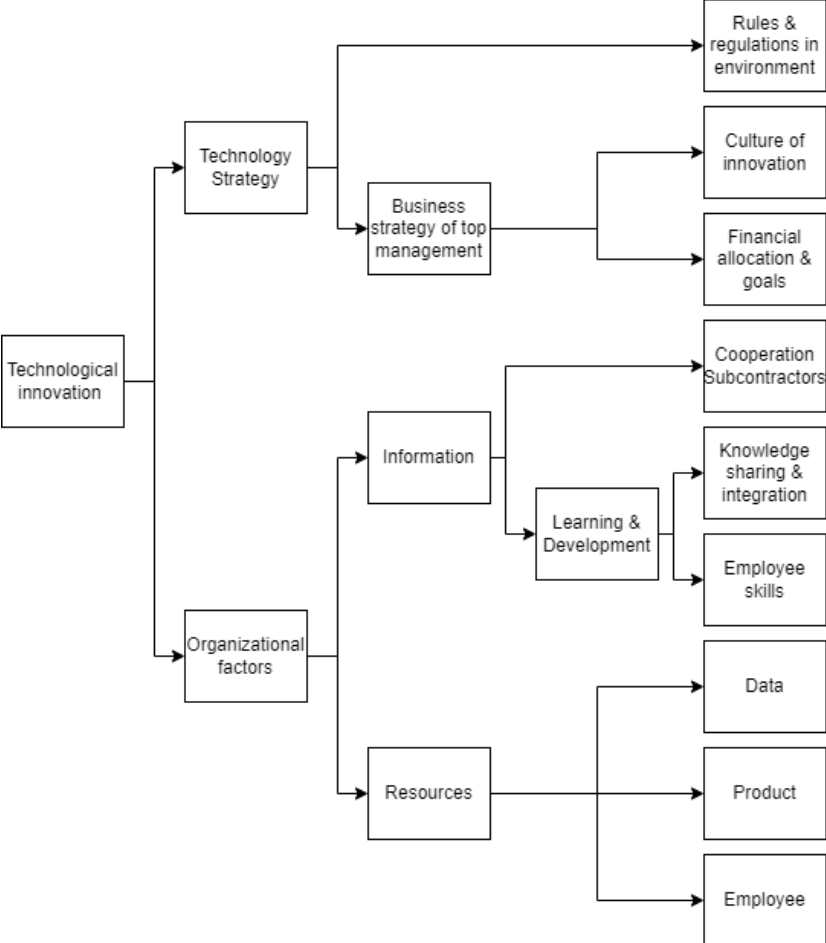 Rules &
regulations in
environment
Technology
Strategy
Culture of
innovation
Business
strategy of top
management
Financial
allocation &
goals
Technological
innovation
Cooperation
Subcontractors
Information
Knowledge
sharing &
integration
Learning &
Development
Employee
skills
Organizational
factors
Data
Resources
Product
Employee